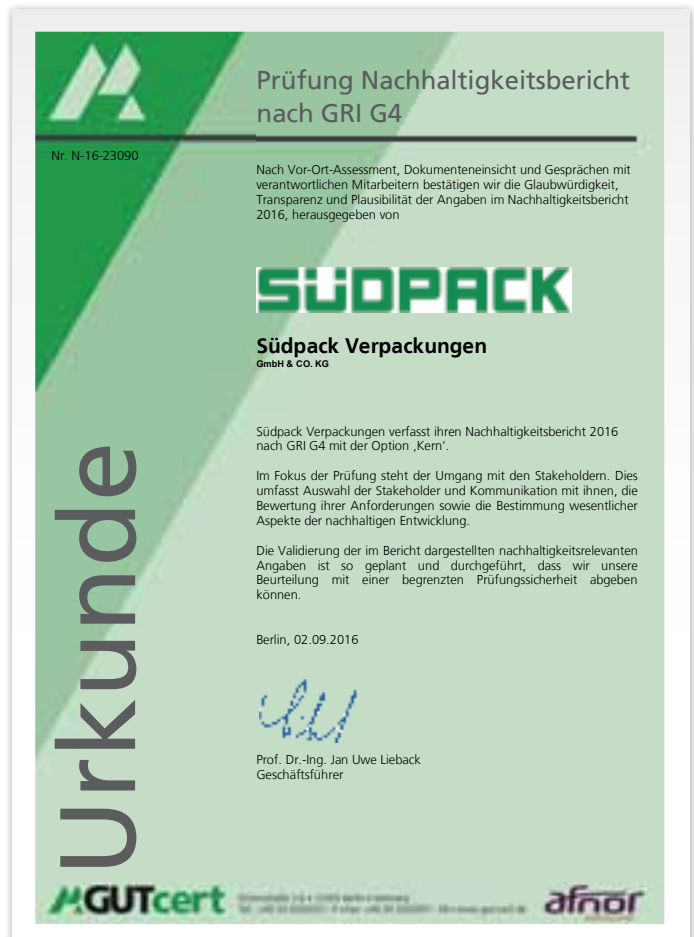 Prüfung Nachhaltigkeitsbericht
nach GRI G4
Nr. N-16-23090
Nach Vor-Ort-Assessment, Dokumenteneinsicht und Gesprächen mit
verantwortlichen Mitarbeitern bestätigen wir die Glaubwürdigkeit,
Transparenz und Plausibilität der Angaben im Nachhaltigkeitsbericht
2016, herausgegeben von
SÜDPACK
Südpack Verpackungen
GmbH & CO. KG
Südpack Verpackungen verfasst ihren Nachhaltigkeitsbericht 2016
nach GRI G4 mit der Option ‚Kern‘.
Im Fokus der Prüfung steht der Umgang mit den Stakeholdern. Dies
umfasst Auswahl der Stakeholder und Kommunikation mit ihnen, die
Bewertung ihrer Anforderungen sowie die Bestimmung wesentlicher
Aspekte der nachhaltigen Entwicklung.
Die Validierung der im Bericht dargestellten nachhaltigkeitsrelevanten
Angaben ist so geplant und durchgeführt, dass wir unsere
Beurteilung mit einer begrenzten Prüfungssicherheit abgeben
können.
Berlin, 02.09.2016
Prof. Dr.-Ing. Jan Uwe Lieback
Geschäftsführer
Urkunde
GUTcert
afnor